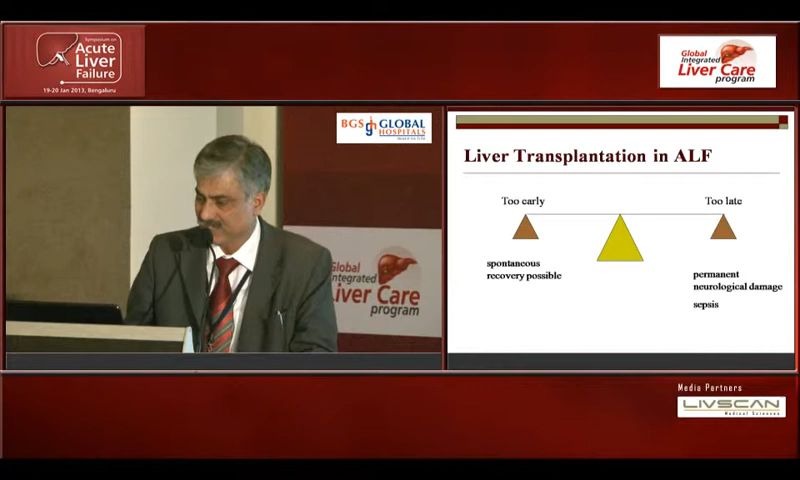 Symposium on
Acute
Liver
Failure
19-20 Jan 2013, Bengaluru
Global
Integrated
Liver Care
program
BGS GLOBAL
HOSPITALS
Global
Integrated
Liver Care
program
Liver Transplantation in ALF
Too early
Too late
spontaneous
recovery possible
permanent
neurological damage
sepsis
Media Partners
LIVSCAN
Medical Sciences